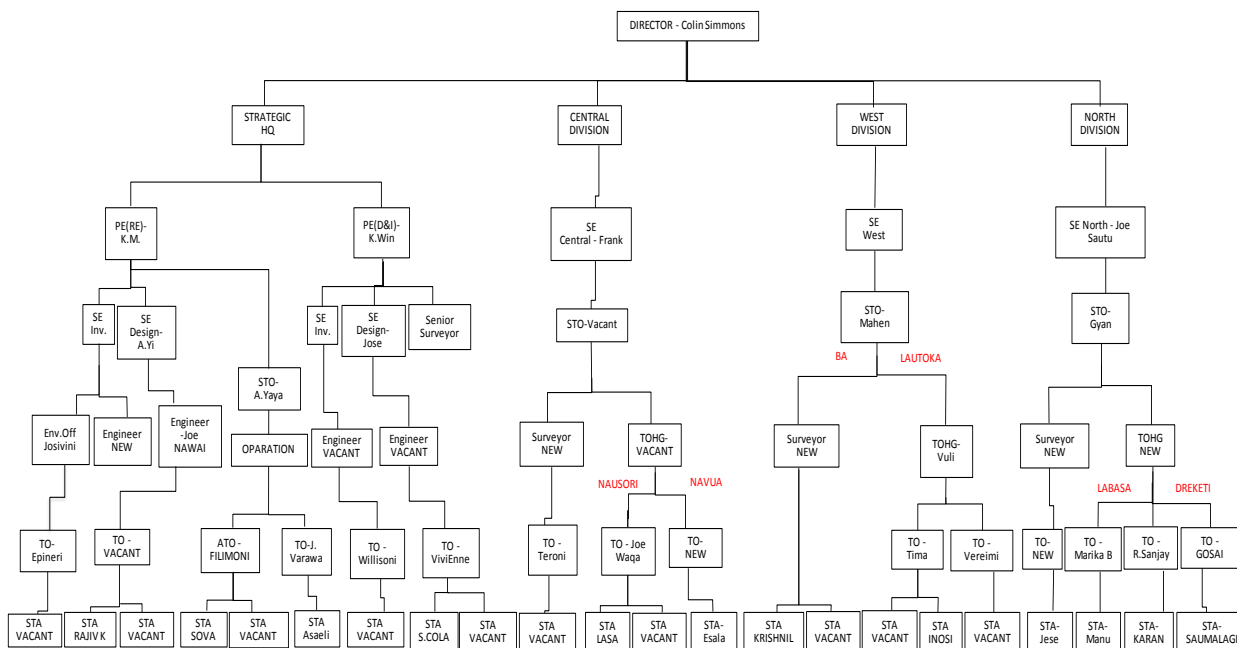 DIRECTOR - Colin Simmons
STRATEGIC
HQ
CENTRAL
DIVISION
WEST
DIVISION
NORTH
DIVISION
PE(RE)-
K.M.
PE(D&I)-
K.Win
SE
Central - Frank
SE
West
SE North - Joe
Sautu
SE
Inv.
SE
Design-
A.Yi
SE
Inv.
SE
Design-
Jose
Senior
Surveyor
STO-Vacant
STO-
Mahen
STO-
Gyan
BA
LAUTOKA
STO-
A.Yaya
Env.Off
Josivini
Engineer
NEW
Engineer
-Joe
NAWAI
OPARATION
Engineer
VACANT
Engineer
VACANT
Surveyor
NEW
TOHG-
VACANT
Surveyor
NEW
TOHG-
Vuli
Surveyor
NEW
TOHG
NEW
NAUSORI
NAVUA
LABASA
DREKETI
TO-
Epineri
TO -
VACANT
ATO -
FILIMONI
TO-J.
Varawa
TO -
Willisoni
TO -
ViviEnne
TO -
Teroni
TO - Joe
Waqa
TO-
NEW
TO -
Tima
TO -
Vereimi
TO-
NEW
TO -
Marika B
TO -
R.Sanjay
TO -
GOSAI
STA
VACANT
STA
RAJIV K
STA
VACANT
STA
SOVA
STA
VACANT
STA
Asaeli
STA
VACANT
STA
S.COLA
STA
VACANT
STA
VACANT
STA
LASA
STA
VACANT
STA-
Esala
STA
KRISHNIL
STA
VACANT
STA
VACANT
STA
INOSI
STA
VACANT
STA-
Jese
STA-
Manu
STA-
KARAN
STA-
SAUMALAGI